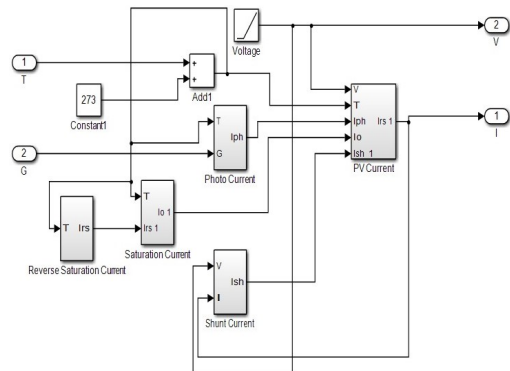 1
T
273
Constant1
+
+
Add1
Voltage
2
V
2
G
T
G
Iph
Photo Current
V
T
Iph
Io
Ish 1
Irs 1
PV Current
1
I
T
Irs
Reverse Saturation Current
T
Irs 1
Io 1
Saturation Current
V
I
Ish
Shunt Current